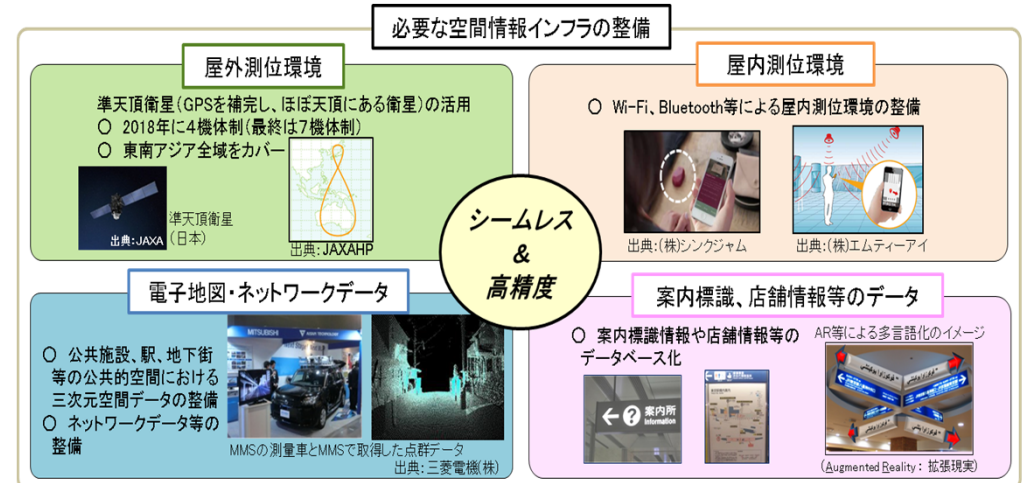 必要な空間情報インフラの整備
屋外測位環境
準天頂衛星(GPSを補完し、ほぼ天頂にある衛星)の活用
○ 2018年に4機体制(最終は7機体制)
○ 東南アジア全域をカバー
出典:JAXA
準天頂衛星
(日本)
出典:JAXAHP
屋内測位環境
○ Wi-Fi、Bluetooth等による屋内測位環境の整備
出典:(株)シンクジャム
出典:(株)エムティーアイ
シームレス
&
高精度
電子地図・ネットワークデータ
○ 公共施設、駅、地下街
等の公共的空間における
三次元空間データの整備
○ ネットワークデータ等の
整備
MITSUBISHI
MMSの測量車とMMSで取得した点群データ
出典:三菱電機(株)
案内標識、店舗情報等のデータ
○ 案内標識情報や店舗情報等の
データベース化
← ? 案内所
Information
AR等による多言語化のイメージ
(Augmented Reality: 拡張現実)